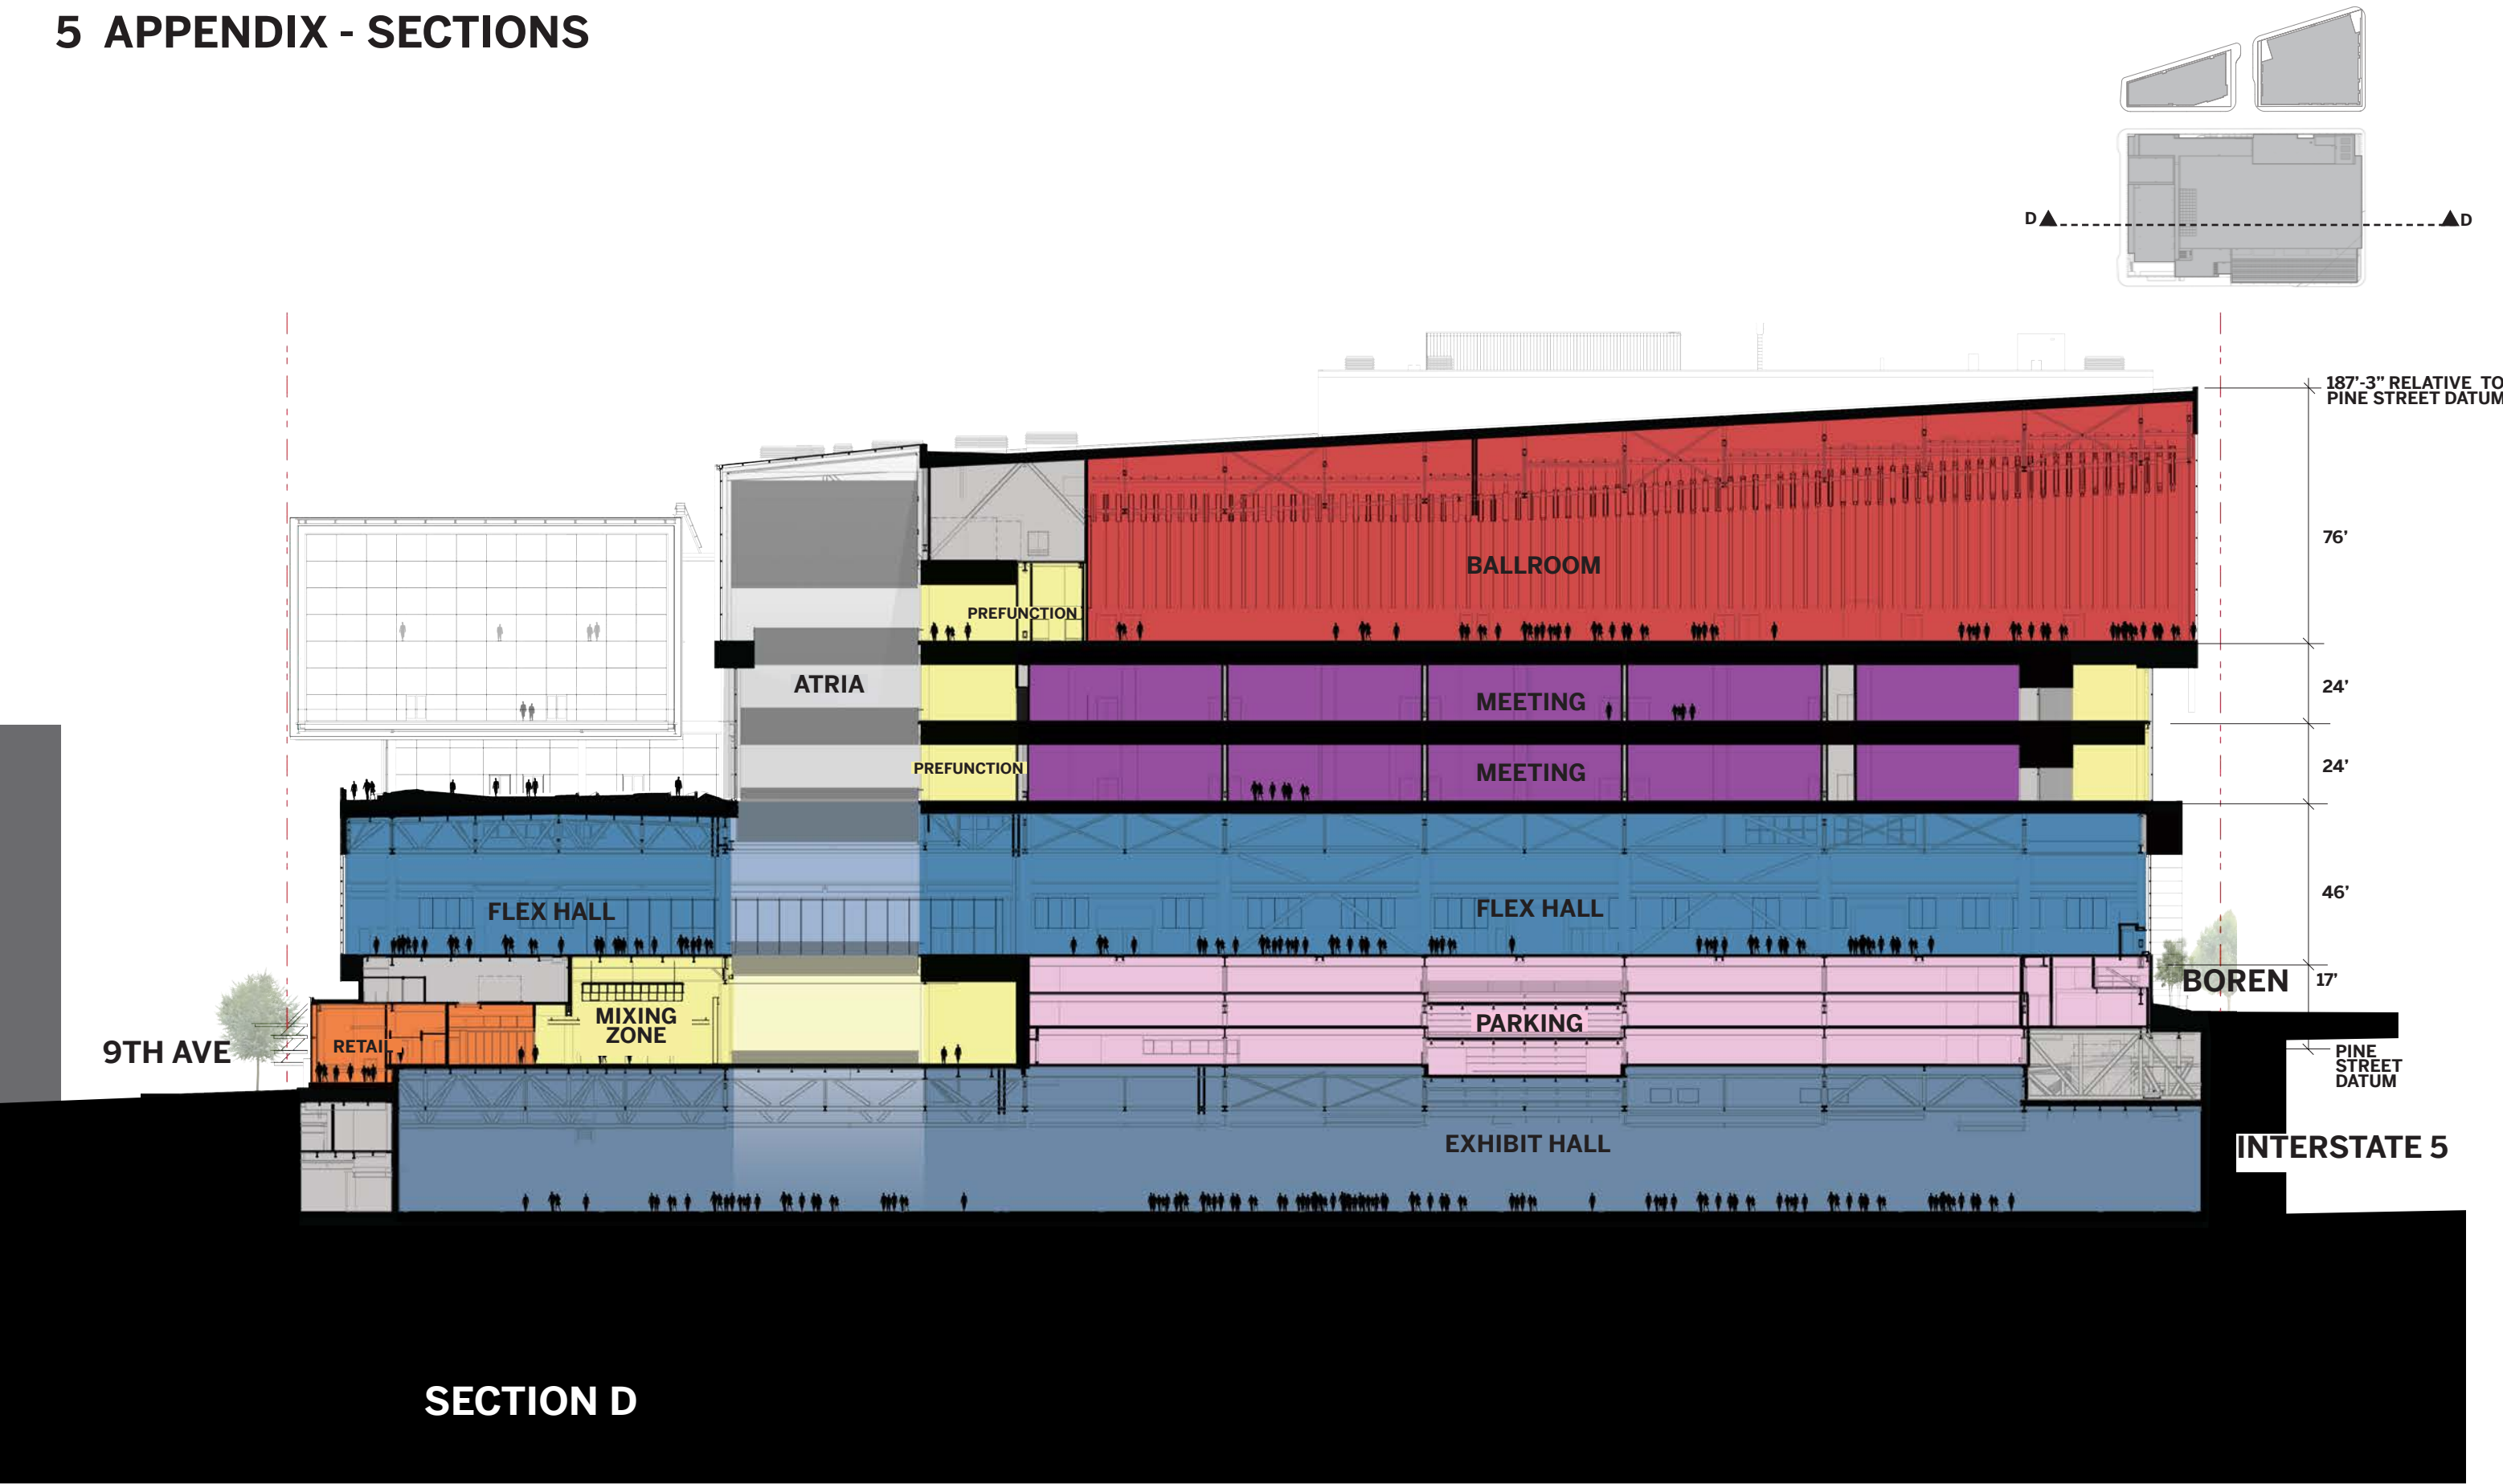 5 APPENDIX - SECTIONS
D
D
187’-3” RELATIVE TO
PINE STREET DATUM
76’
BALLROOM
PREFUNCTION
ATRIA
24’
MEETING
PREFUNCTION
24’
MEETING
46’
FLEX HALL
FLEX HALL
BOREN
17’
MIXING
ZONE
PARKING
RETAIL
9TH AVE
PINE
STREET
DATUM
EXHIBIT HALL
INTERSTATE 5
SECTION D